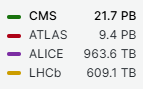 CMS 21.7 PB
ATLAS 9.4 PB
ALICE 963.6 TB
LHCb 609.1 TB